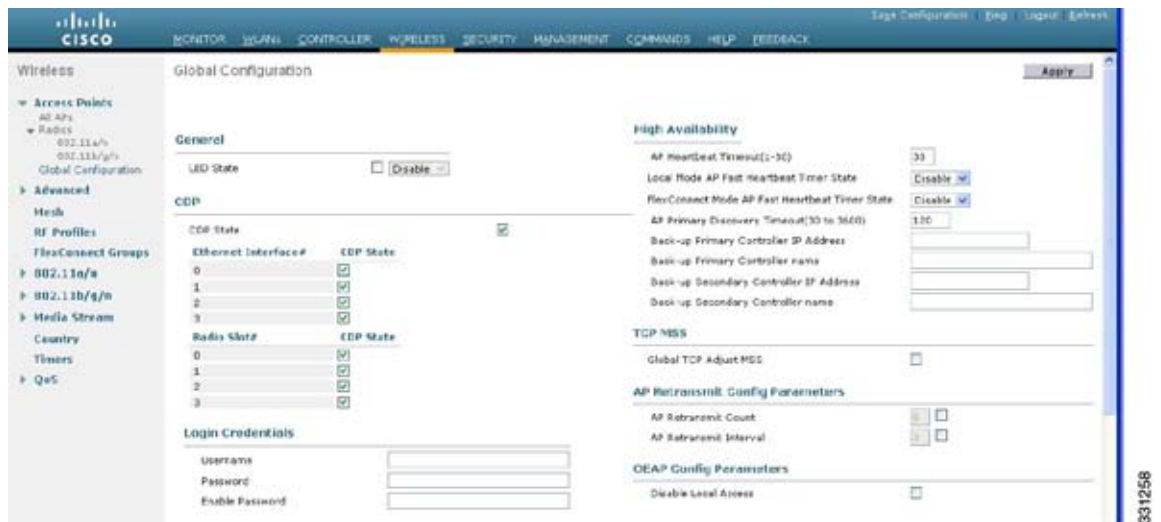 Save Configuration Ping Logout Refresh
CISCO
MONITOR WLANs CONTROLLER WIRELESS SECURITY MANAGEMENT COMMANDS HELP FEEDBACK
Wireless
Access Points
All APs
Radios
802.11a/n
802.11b/g/n
Global Configuration
Advanced
Mesh
RF Profiles
FlexConnect Groups
802.11a/n
802.11b/g/n
Media Stream
Country
Timers
QoS
Global Configuration
Apply
General
LED State Disable
CDP
CDP State
Ethernet Interface# CDP State
0
1
2
3
Radio Slot# CDP State
0
1
2
3
Login Credentials
Username
Password
Enable Password
High Availability
AP Heartbeat Timeout(1-30) 30
Local Mode AP Fast Heartbeat Timer State Disable
FlexConnect Mode AP Fast Heartbeat Timer State Disable
AP Primary Discovery Timeout(30 to 3600) 120
Back-up Primary Controller IP Address
Back-up Primary Controller name
Back-up Secondary Controller IP Address
Back-up Secondary Controller name
TCP MSS
Global TCP Adjust MSS
AP Retransmit Config Parameters
AP Retransmit Count
AP Retransmit Interval
OEAP Config Parameters
Disable Local Access
331258